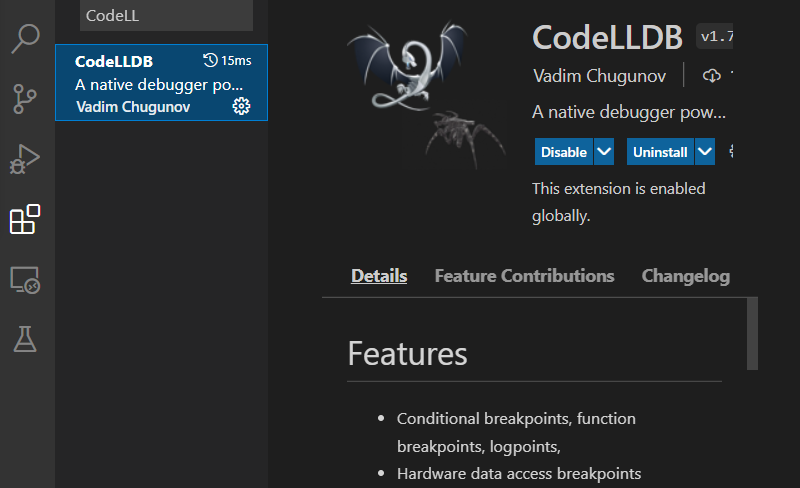 CodeLL
CodeLLDB 15ms
A native debugger po...
Vadim Chugunov
CodeLLDB v1.7
Vadim Chugunov
A native debugger pow...
Disable Uninstall
This extension is enabled
globally.
Details Feature Contributions Changelog
Features
• Conditional breakpoints, function
breakpoints, logpoints,
• Hardware data access breakpoints